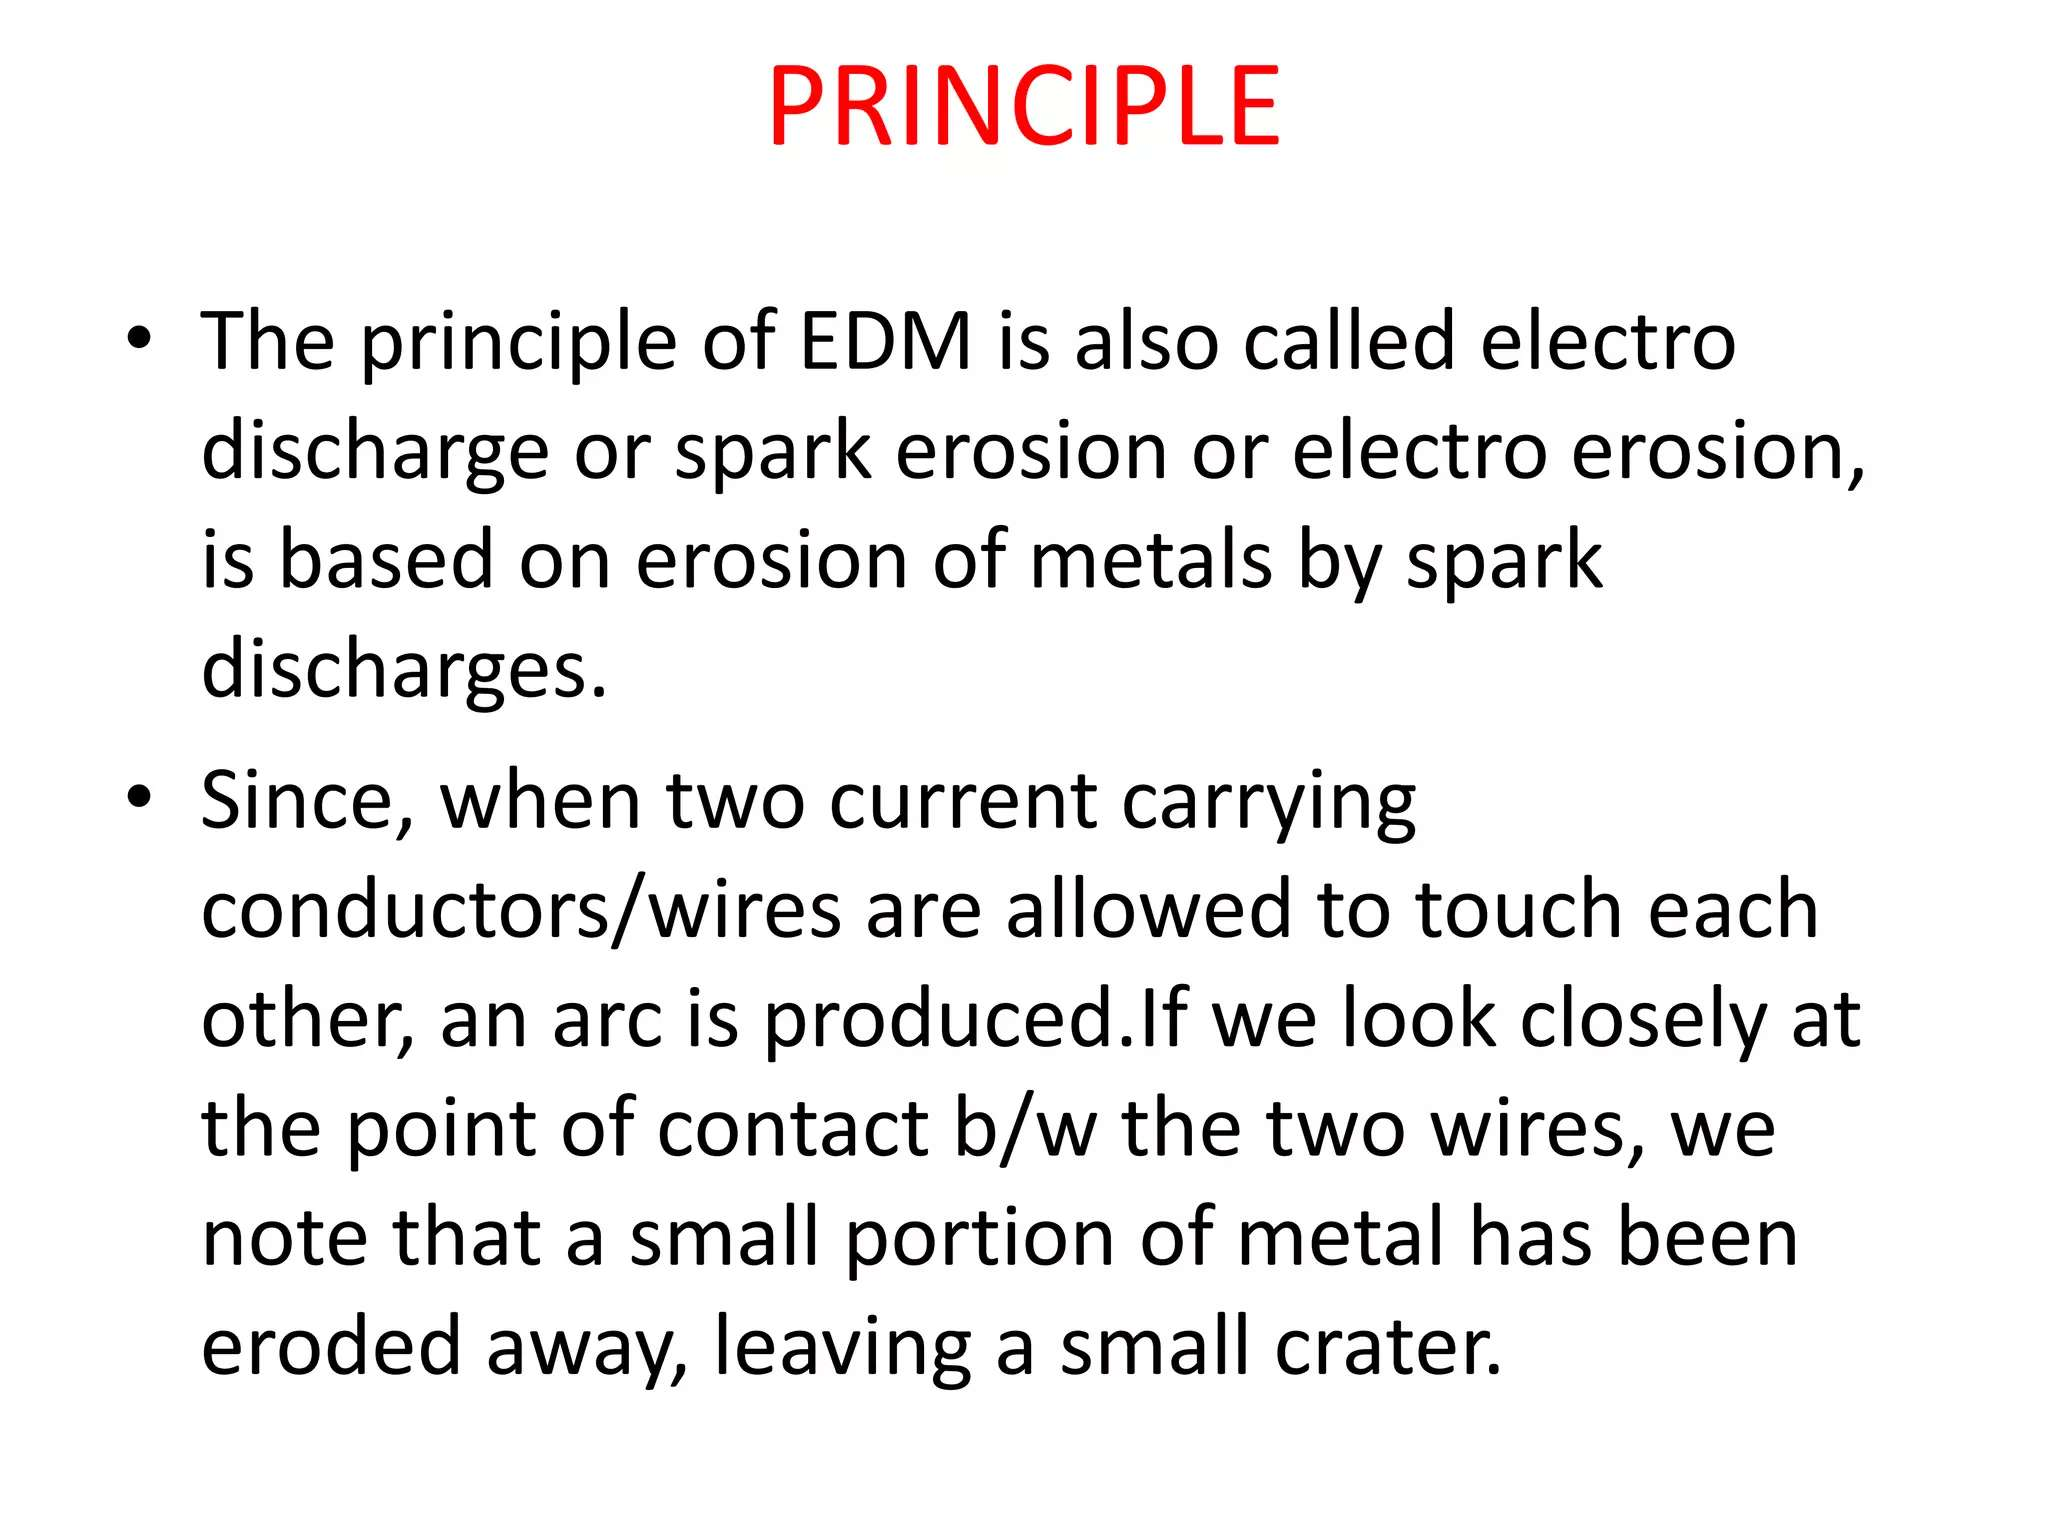 PRINCIPLE
• The principle of EDM is also called electro
discharge or spark erosion or electro erosion,
is based on erosion of metals by spark
discharges.
• Since, when two current carrying
conductors/wires are allowed to touch each
other, an arc is produced.If we look closely at
the point of contact b/w the two wires, we
note that a small portion of metal has been
eroded away, leaving a small crater.